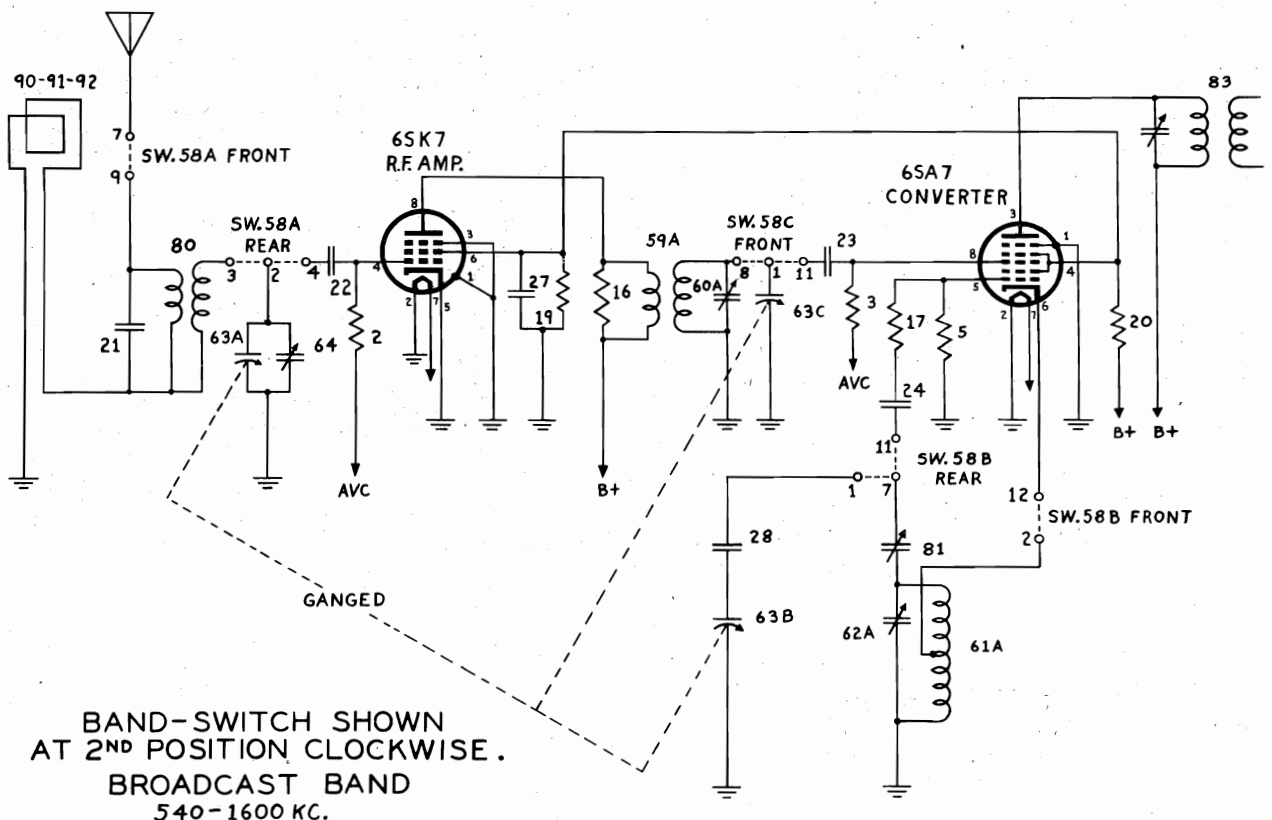 90-91-92
7
SW.58A FRONT
9
80
SW.58A
REAR
3
2
4
22
21
63A
64
2
AVC
6SK7
R.F. AMP.
8
4
3
6
1
2
7
5
27
19
16
B+
59A
60A
SW.58C
FRONT
8
1
11
23
63C
3
AVC
6SA7
CONVERTER
3
8
5
1
4
2
7
6
17
5
24
20
83
B+
B+
11
SW.58B
REAR
1
7
12
SW.58B FRONT
2
28
81
63B
62A
61A
GANGED
BAND-SWITCH SHOWN
AT 2ND POSITION CLOCKWISE.
BROADCAST BAND
540-1600 KC.